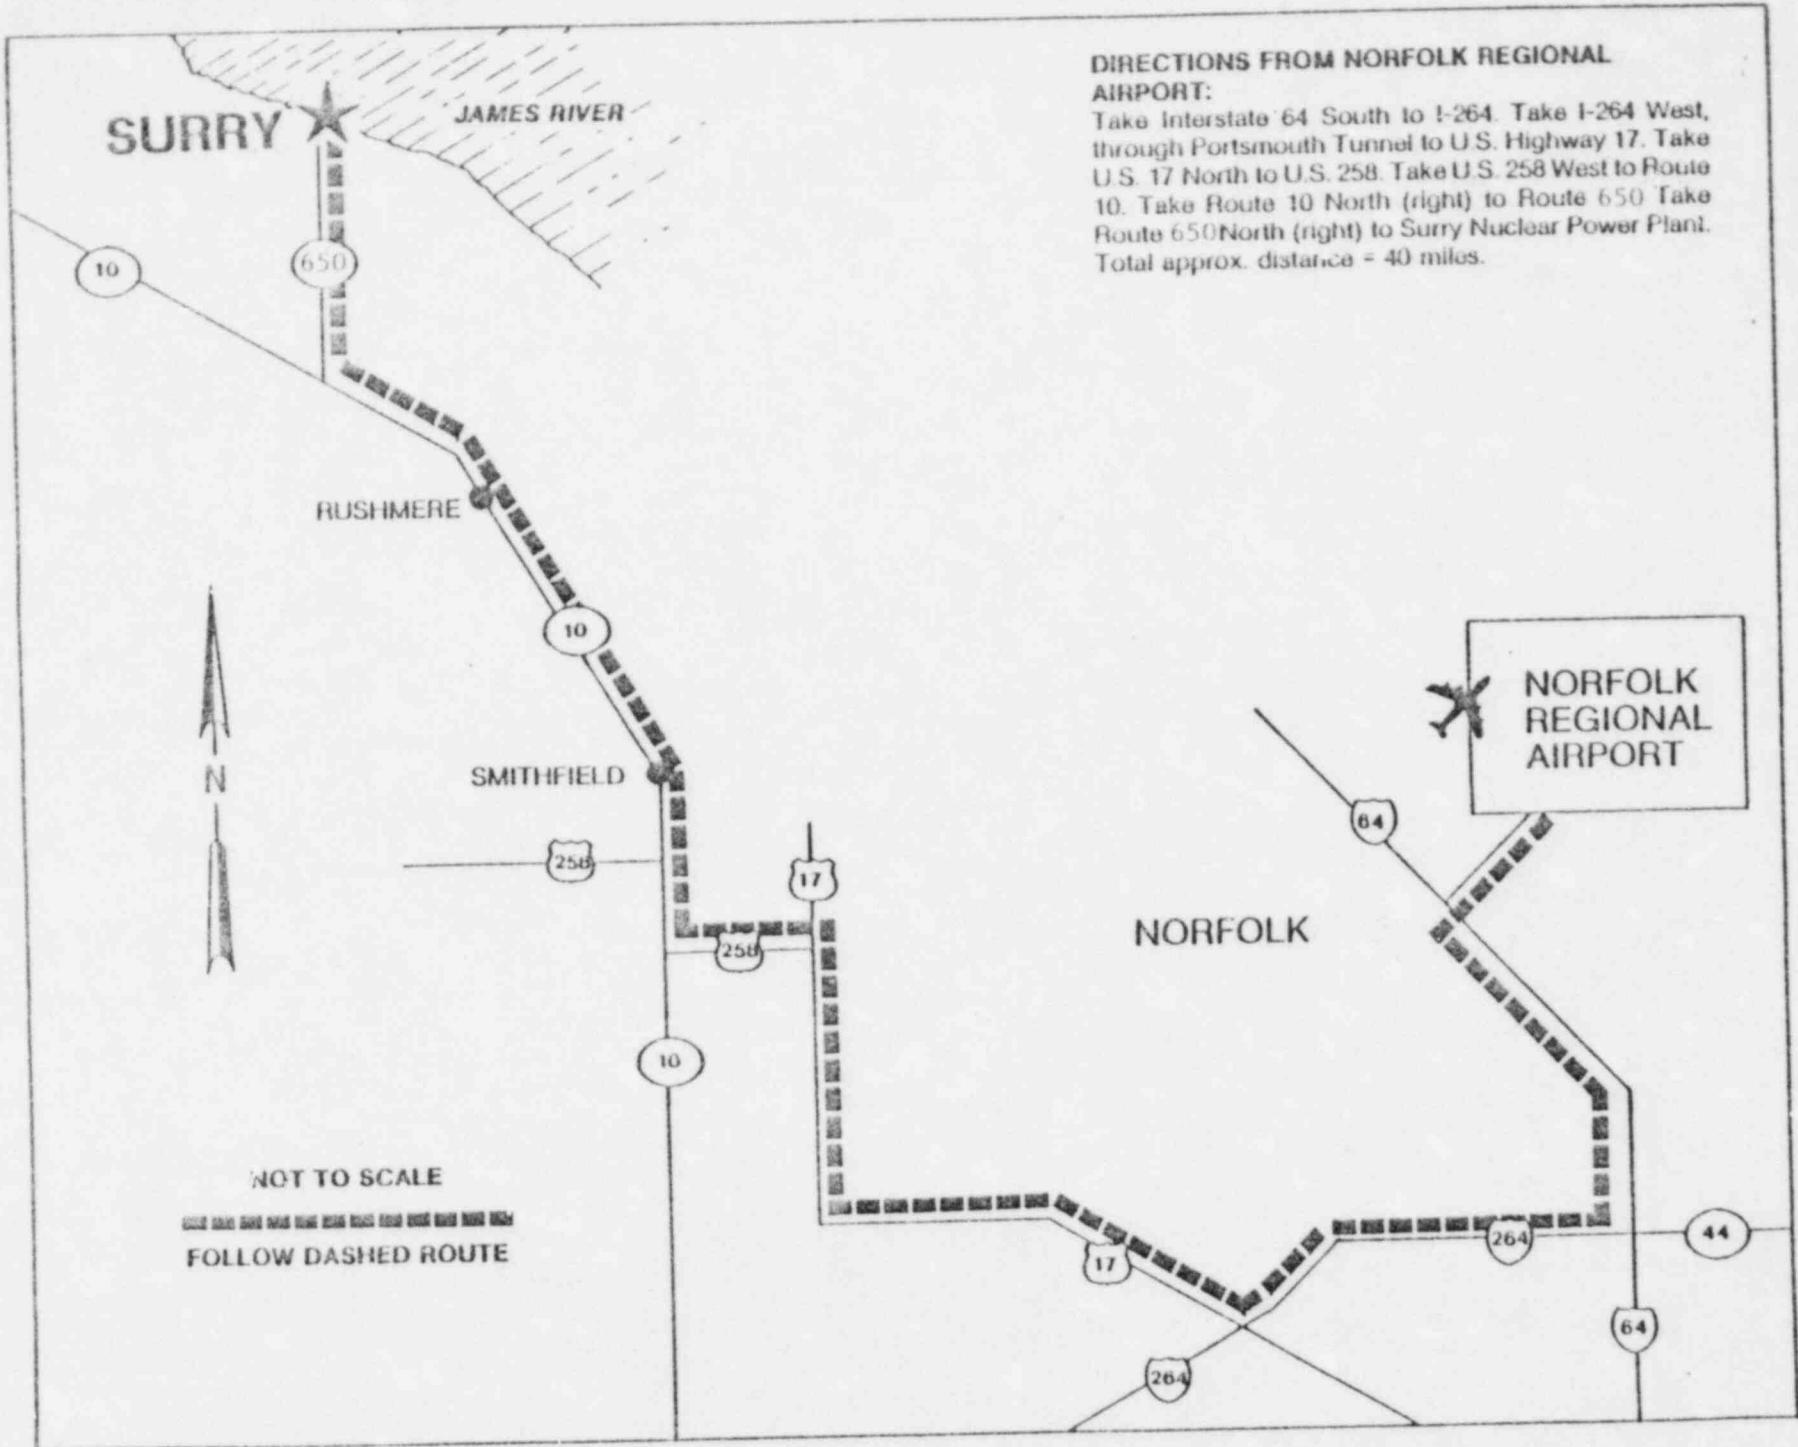 DIRECTIONS FROM NORFOLK REGIONAL
AIRPORT:
Take Interstate 64 South to I-264. Take I-264 West,
through Portsmouth Tunnel to U.S. Highway 17. Take
U.S. 17 North to U.S. 258. Take U.S. 258 West to Route
10. Take Route 10 North (right) to Route 650 Take
Route 650 North (right) to Surry Nuclear Power Plant.
Total approx. distance = 40 miles.
SURRY
JAMES RIVER
10
650
RUSHMERE
10
N
SMITHFIELD
258
17
258
10
NORFOLK
REGIONAL
AIRPORT
64
NORFOLK
NOT TO SCALE
FOLLOW DASHED ROUTE
17
264
44
64
264